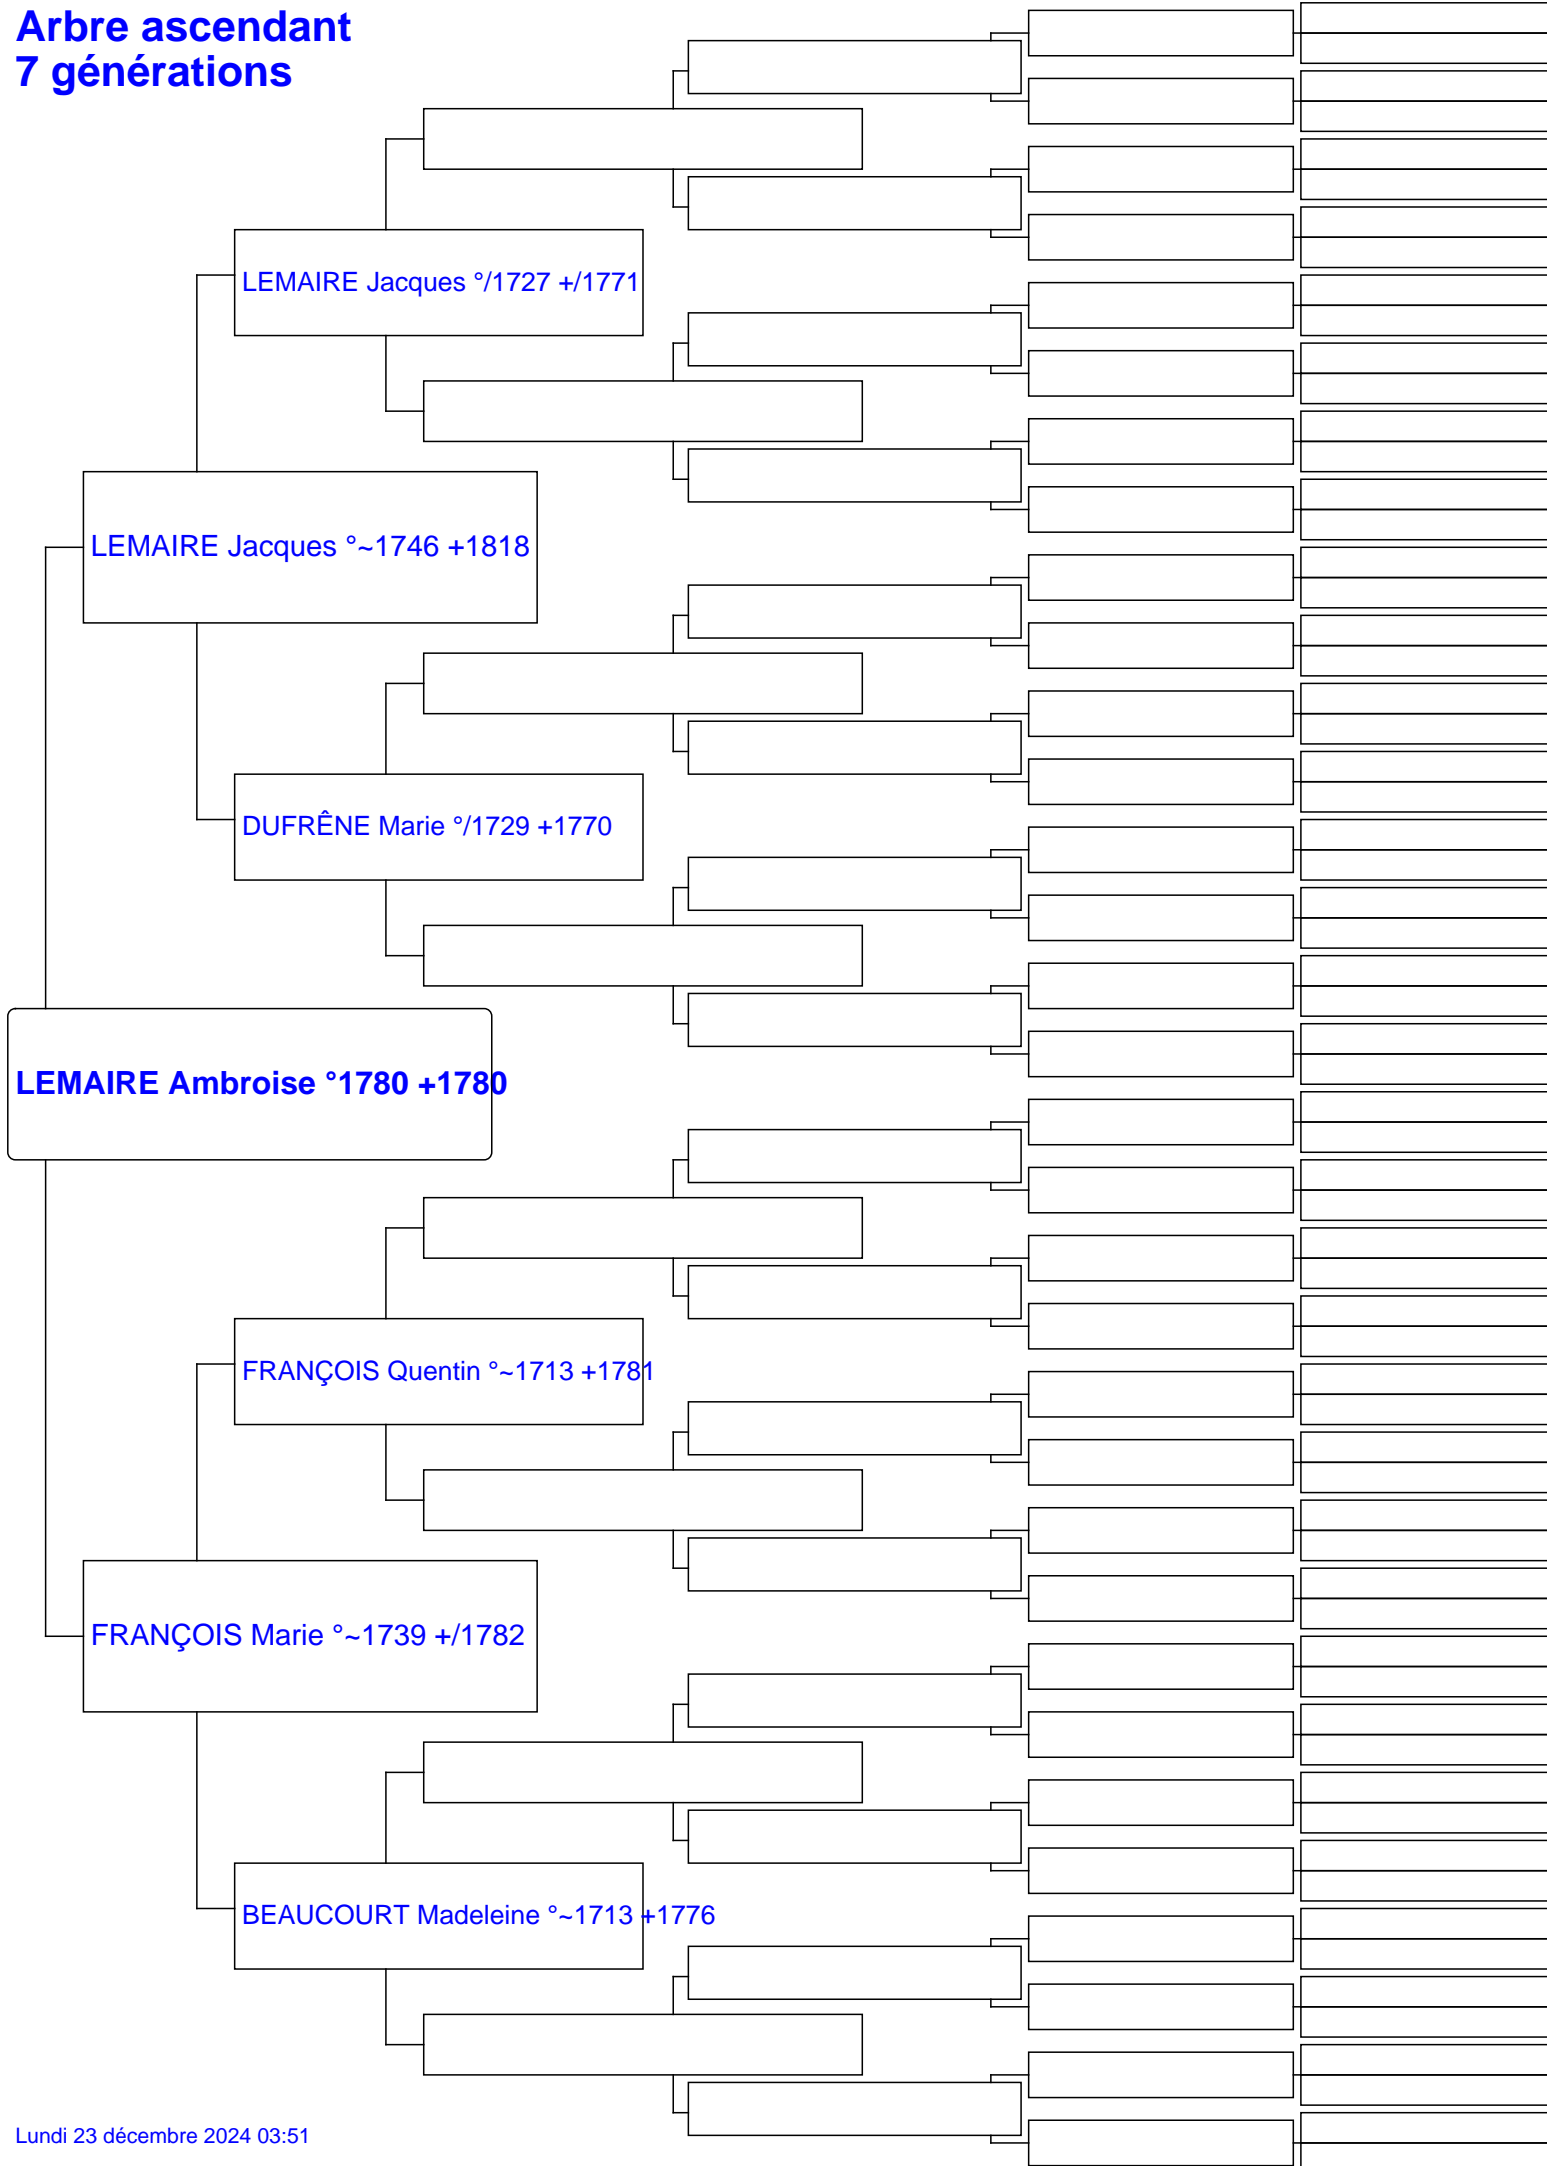 Arbre ascendant
7 générations
LEMAIRE Jacques °/1727 +/1771
LEMAIRE Jacques °~1746 +1818
DUFRÊNE Marie °/1729 +1770
LEMAIRE Ambroise °1780 +1780
FRANÇOIS Quentin °~1713 +1781
FRANÇOIS Marie °~1739 +/1782
BEAUCOURT Madeleine °~1713 +1776
Lundi 23 décembre 2024 03:51